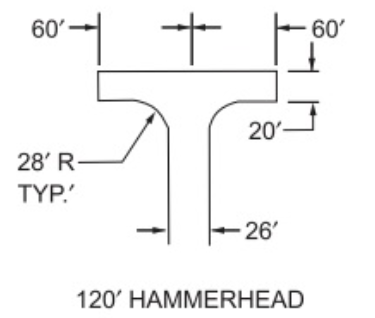 60′ 60′
20′
28′ R
TYP.′
26′
120′ HAMMERHEAD